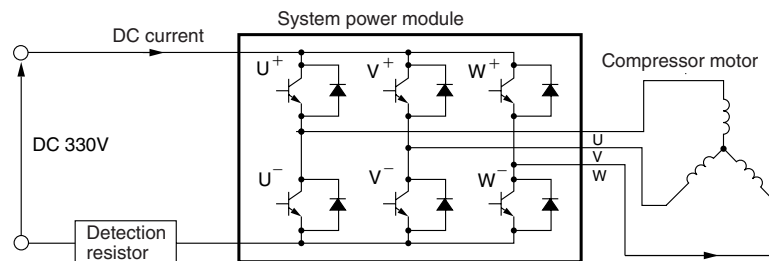 System power module
DC current
Compressor motor
U+ V+ W+
DC 330V
U
V
W
U− V− W−
Detection
resistor